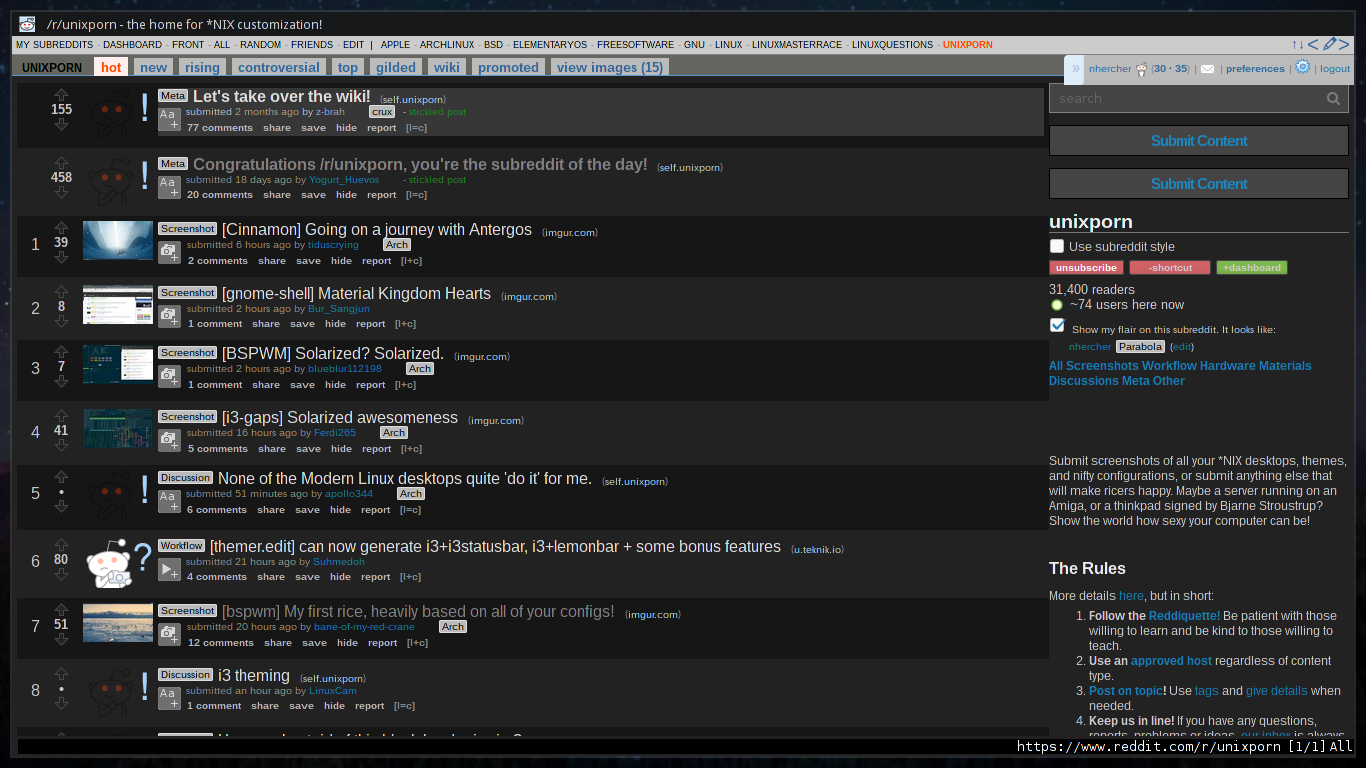 /r/unixporn - the home for *NIX customization!
MY SUBREDDITS - DASHBOARD - FRONT - ALL - RANDOM - FRIENDS - EDIT | APPLE - ARCHLINUX - BSD - ELEMENTARYOS - FREESOFTWARE - GNU - LINUX - LINUXMASTERRACE - LINUXQUESTIONS - UNIXPORN
UNIXPORN hot new rising controversial top gilded wiki promoted view images (15)
» nhercher (30 · 35) | | preferences | | logout
155
Meta Let's take over the wiki! (self.unixporn)
Aa+ submitted 2 months ago by z-brah crux - stickied post
77 comments share save hide report [l=c]
458
Meta Congratulations /r/unixporn, you're the subreddit of the day! (self.unixporn)
Aa+ submitted 18 days ago by Yogurt_Huevos - stickied post
20 comments share save hide report [l=c]
1 39
Screenshot [Cinnamon] Going on a journey with Antergos (imgur.com)
submitted 6 hours ago by tiduscrying Arch
2 comments share save hide report [l+c]
2 8
Screenshot [gnome-shell] Material Kingdom Hearts (imgur.com)
submitted 2 hours ago by Bur_Sangjun
1 comment share save hide report [l+c]
3 7
Screenshot [BSPWM] Solarized? Solarized. (imgur.com)
submitted 2 hours ago by blueblur112198 Arch
1 comment share save hide report [l+c]
4 41
Screenshot [i3-gaps] Solarized awesomeness (imgur.com)
submitted 16 hours ago by Ferdi265 Arch
5 comments share save hide report [l+c]
5 •
Discussion None of the Modern Linux desktops quite 'do it' for me. (self.unixporn)
Aa+ submitted 51 minutes ago by apollo344 Arch
6 comments share save hide report [l=c]
6 80
Workflow [themer.edit] can now generate i3+i3statusbar, i3+lemonbar + some bonus features (u.teknik.io)
submitted 21 hours ago by Suhmedoh
4 comments share save hide report [l+c]
7 51
Screenshot [bspwm] My first rice, heavily based on all of your configs! (imgur.com)
submitted 20 hours ago by bane-of-my-red-crane Arch
12 comments share save hide report [l+c]
8 •
Discussion i3 theming (self.unixporn)
Aa+ submitted an hour ago by LinuxCam
1 comment share save hide report [l=c]
search
Submit Content
Submit Content
unixporn
Use subreddit style
unsubscribe -shortcut +dashboard
31,400 readers
~74 users here now
Show my flair on this subreddit. It looks like:
nhercher Parabola (edit)
All Screenshots Workflow Hardware Materials
Discussions Meta Other
Submit screenshots of all your *NIX desktops, themes,
and nifty configurations, or submit anything else that
will make ricers happy. Maybe a server running on an
Amiga, or a thinkpad signed by Bjarne Stroustrup?
Show the world how sexy your computer can be!
The Rules
More details here, but in short:
1. Follow the Reddiquette! Be patient with those
willing to learn and be kind to those willing to
teach.
2. Use an approved host regardless of content
type.
3. Post on topic! Use tags and give details when
needed.
4. Keep us in line! If you have any questions,
reports, problems or ideas, our inbox is always
https://www.reddit.com/r/unixporn [1/1] All